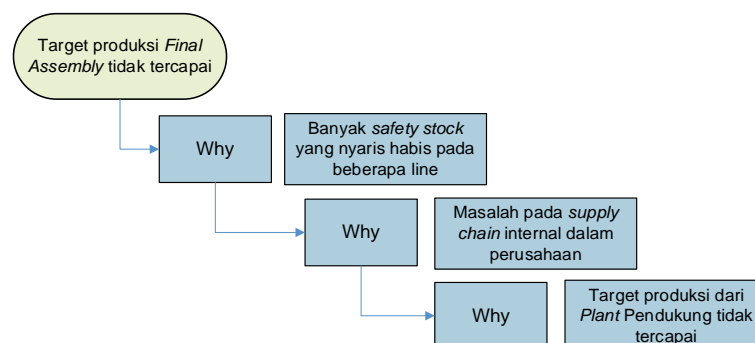 Target produksi Final
Assembly tidak tercapai
Why
Banyak safety stock
yang nyaris habis pada
beberapa line
Why
Masalah pada supply
chain internal dalam
perusahaan
Why
Target produksi dari
Plant Pendukung tidak
tercapai